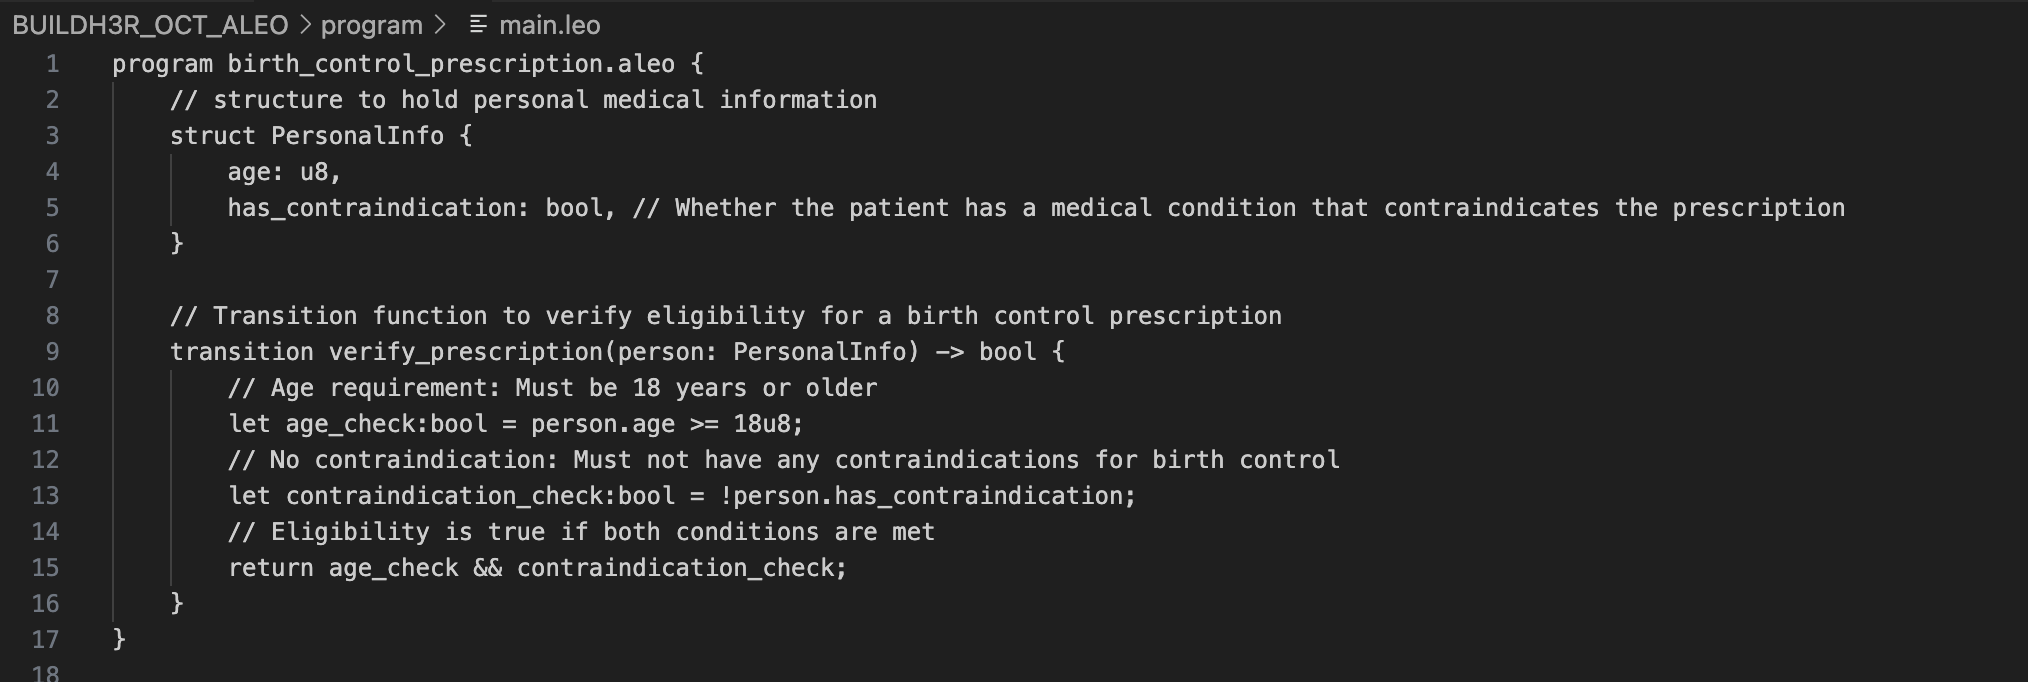 BUILDH3R_OCT_ALEO > program > main.leo
1 program birth_control_prescription.aleo {
2 // structure to hold personal medical information
3 struct PersonalInfo {
4 age: u8,
5 has_contraindication: bool, // Whether the patient has a medical condition that contraindicates the prescription
6 }
7
8 // Transition function to verify eligibility for a birth control prescription
9 transition verify_prescription(person: PersonalInfo) -> bool {
10 // Age requirement: Must be 18 years or older
11 let age_check:bool = person.age >= 18u8;
12 // No contraindication: Must not have any contraindications for birth control
13 let contraindication_check:bool = !person.has_contraindication;
14 // Eligibility is true if both conditions are met
15 return age_check && contraindication_check;
16 }
17 }
18